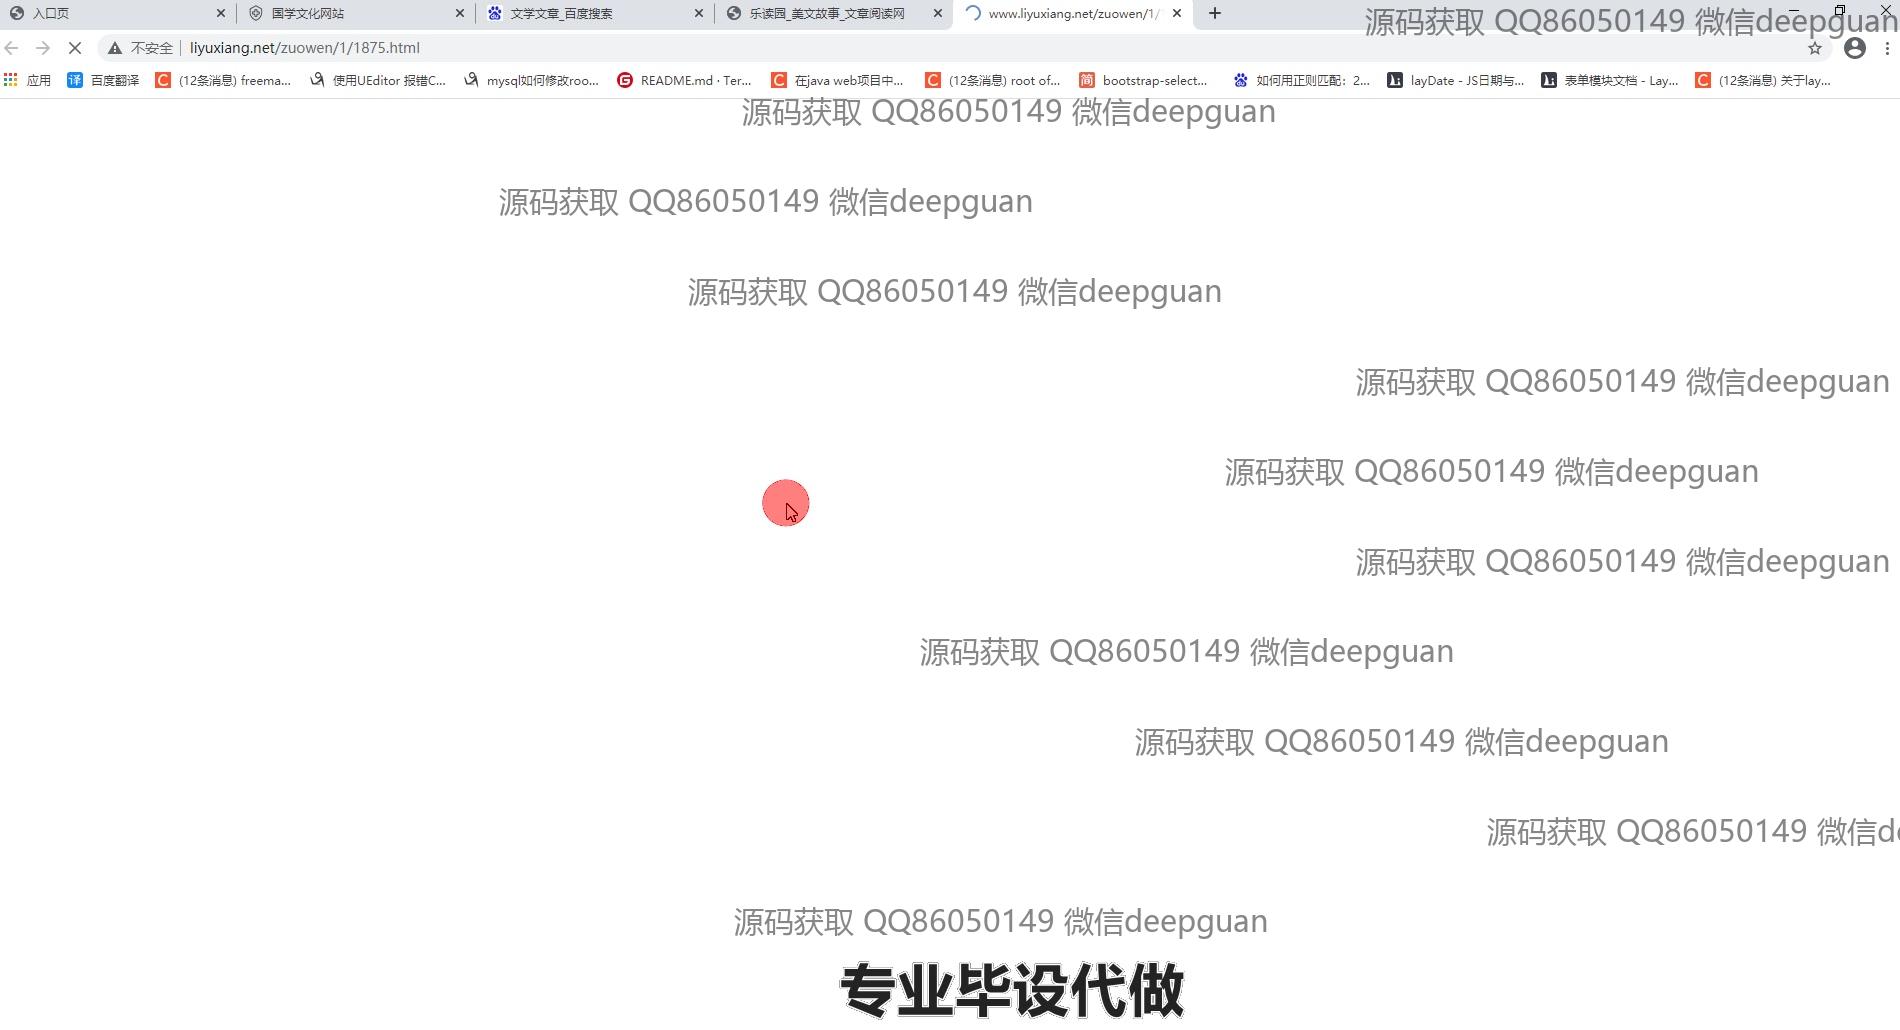 入口页 国学文化网站 文学文章_百度搜索 乐读园_美文故事_文章阅读网 www.liyuxiang.net/zuowen/1/
源码获取 QQ86050149 微信deepguan
不安全 liyuxiang.net/zuowen/1/1875.html
应用 百度翻译 (12条消息) freema... 使用UEditor 报错C... mysql如何修改roo... README.md · Ter... 在java web项目中... (12条消息) root of... bootstrap-select... 如何用正则匹配：2... layDate - JS日期与... 表单模块文档 - Lay... (12条消息) 关于lay...
源码获取 QQ86050149 微信deepguan
源码获取 QQ86050149 微信deepguan
源码获取 QQ86050149 微信deepguan
源码获取 QQ86050149 微信deepguan
源码获取 QQ86050149 微信deepguan
源码获取 QQ86050149 微信deepguan
源码获取 QQ86050149 微信deepguan
源码获取 QQ86050149 微信deepguan
源码获取 QQ86050149 微信de
源码获取 QQ86050149 微信deepguan
专业毕设代做